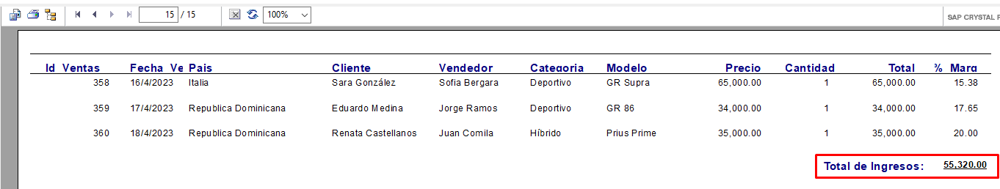 15 / 15 100% SAP CRYSTAL
Id Ventas Fecha Ve Pais Cliente Vendedor Categoria Modelo Precio Cantidad Total % Marg
358 16/4/2023 Italia Sara González Sofia Bergara Deportivo GR Supra 65,000.00 1 65,000.00 15.38
359 17/4/2023 Republica Dominicana Eduardo Medina Jorge Ramos Deportivo GR 86 34,000.00 1 34,000.00 17.65
360 18/4/2023 Republica Dominicana Renata Castellanos Juan Comila Híbrido Prius Prime 35,000.00 1 35,000.00 20.00
Total de Ingresos: 55,320.00